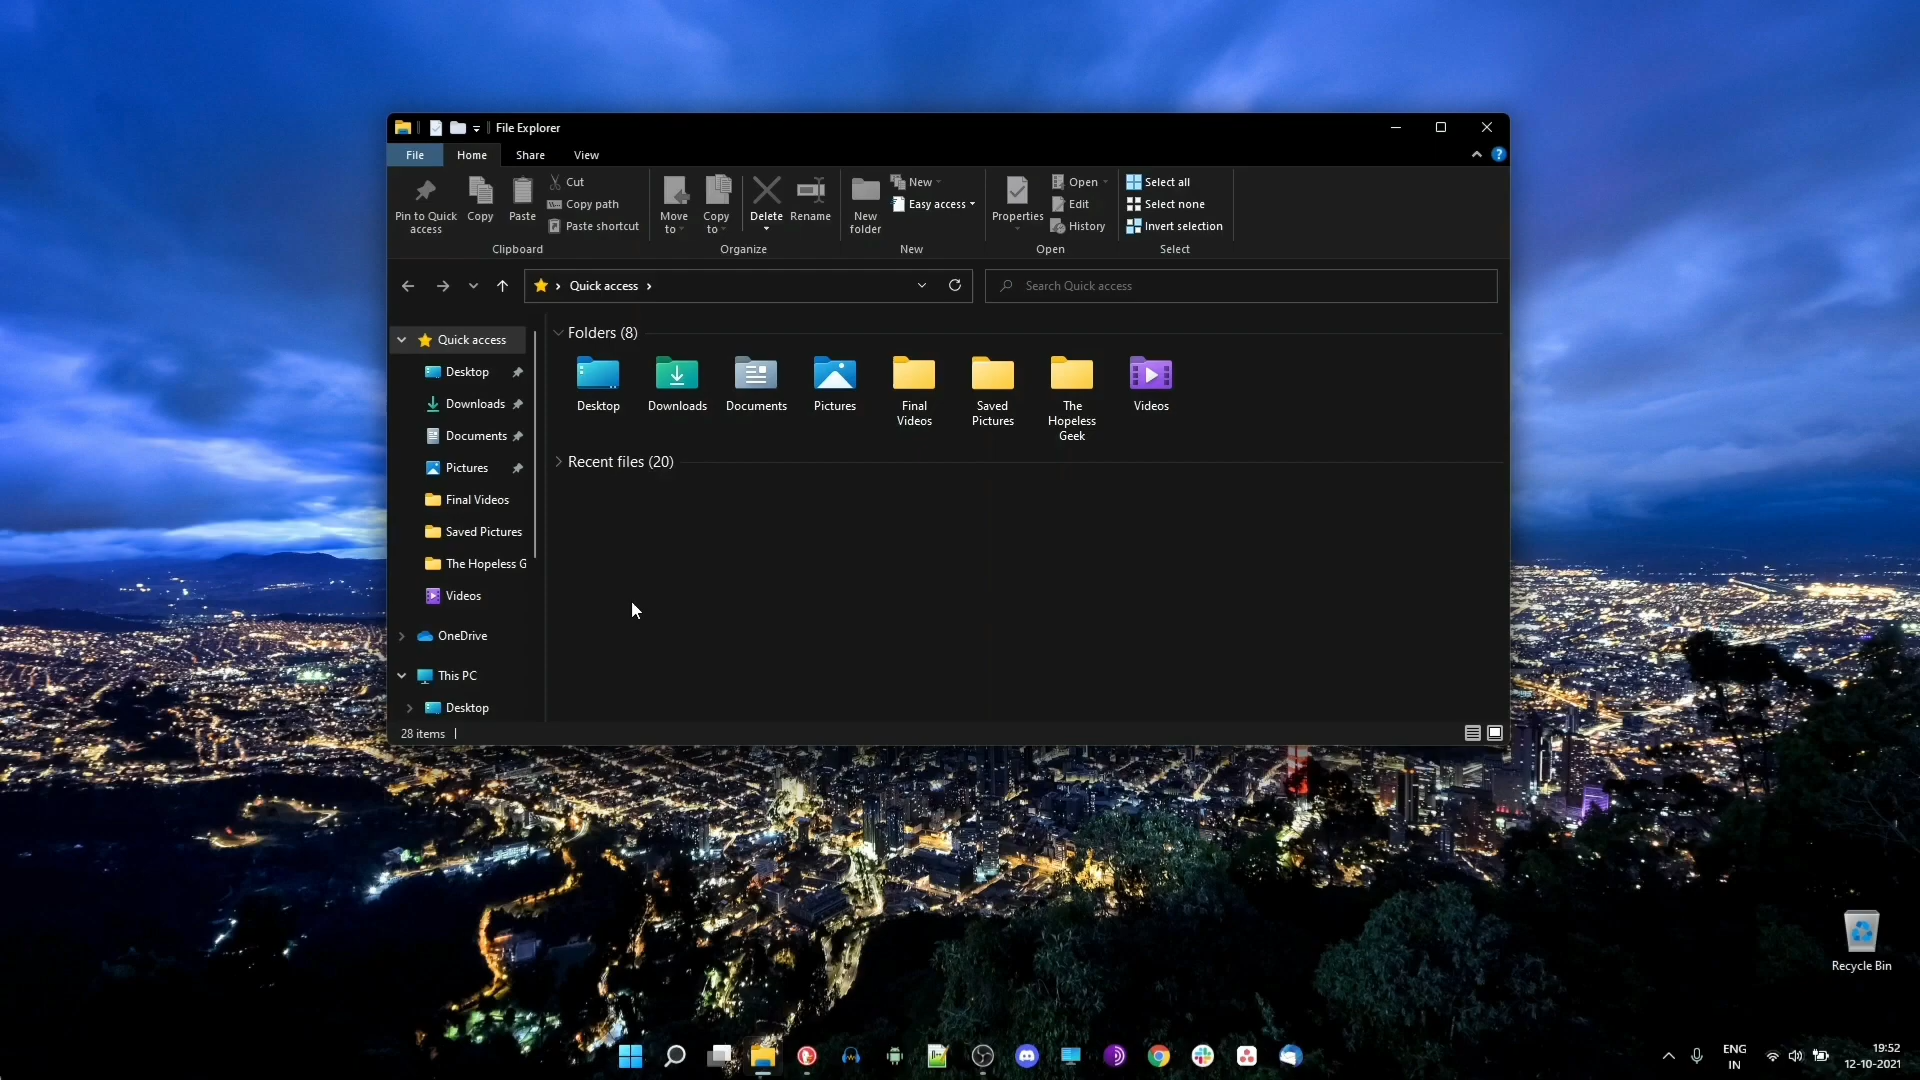 File Explorer
File Home Share View
Pin to Quick
access
Copy
Paste
Cut
Copy path
Paste shortcut
Clipboard
Move
to
Copy
to
Delete
Rename
Organize
New
folder
New
Easy access
New
Properties
Open
Edit
History
Open
Select all
Select none
Invert selection
Select
Quick access
Search Quick access
Quick access
Desktop
Downloads
Documents
Pictures
Final Videos
Saved Pictures
The Hopeless G
Videos
OneDrive
This PC
Desktop
Folders (8)
Desktop
Downloads
Documents
Pictures
Final
Videos
Saved
Pictures
The
Hopeless
Geek
Videos
Recent files (20)
28 items
Recycle Bin
ENG
IN
19:52
12-10-2021